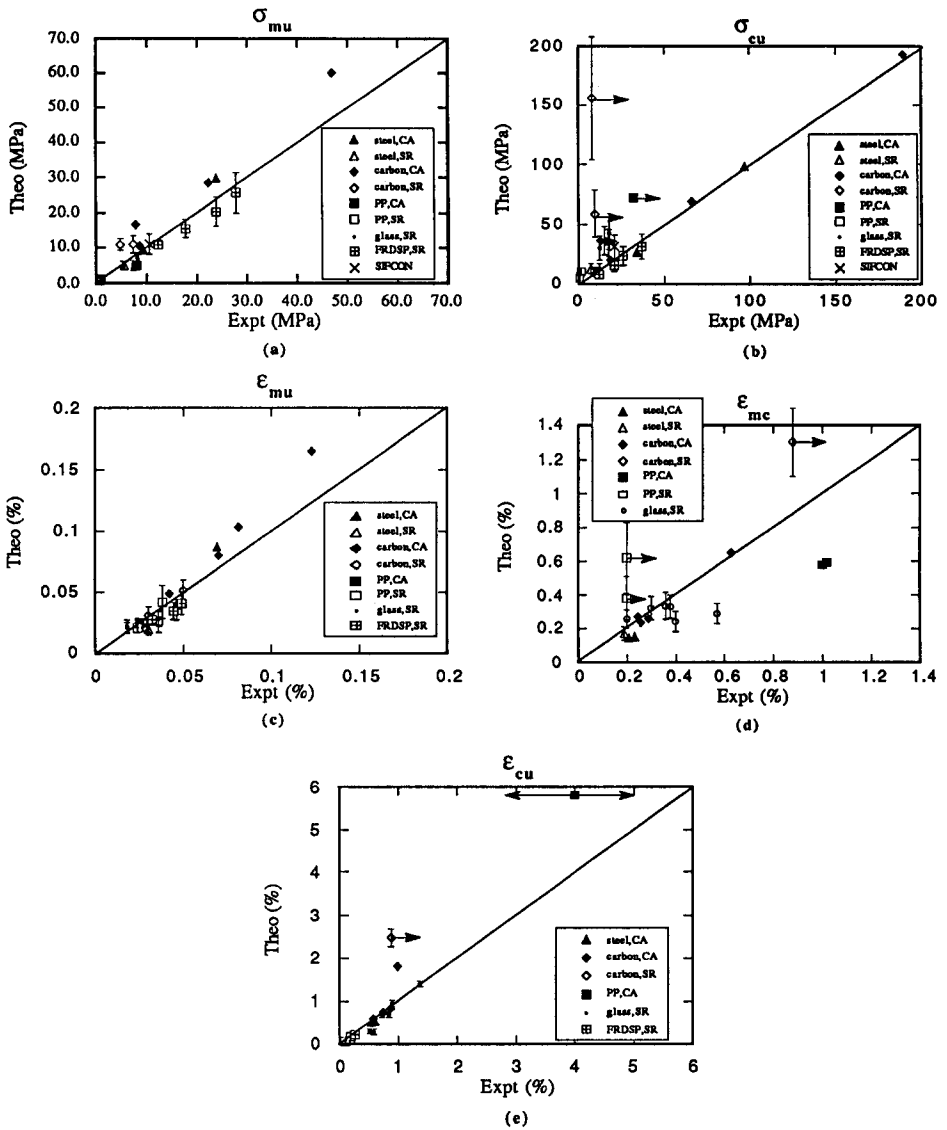 σmu
70.0
60.0
50.0
40.0
30.0
20.0
10.0
0.0
Theo (MPa)
steel,CA
steel,SR
carbon,CA
carbon,SR
PP,CA
PP,SR
glass,SR
FRDSP,SR
SIFCON
0.0 10.0 20.0 30.0 40.0 50.0 60.0 70.0
Expt (MPa)
(a)
σcu
200
150
100
50
0
Theo (MPa)
steel,CA
steel,SR
carbon,CA
carbon,SR
PP,CA
PP,SR
glass,SR
FRDSP,SR
SIFCON
0 50 100 150 200
Expt (MPa)
(b)
εmu
0.2
0.15
0.1
0.05
0
Theo (%)
steel,CA
steel,SR
carbon,CA
carbon,SR
PP,CA
PP,SR
glass,SR
FRDSP,SR
0 0.05 0.1 0.15 0.2
Expt (%)
(c)
εmc
1.4
1.2
1
0.8
0.6
0.4
0.2
0
Theo (%)
steel,CA
steel,SR
carbon,CA
carbon,SR
PP,CA
PP,SR
glass,SR
0 0.2 0.4 0.6 0.8 1 1.2 1.4
Expt (%)
(d)
εcu
6
5
4
3
2
1
0
Theo (%)
steel,CA
carbon,CA
carbon,SR
PP,CA
glass,SR
FRDSP,SR
0 1 2 3 4 5 6
Expt (%)
(e)